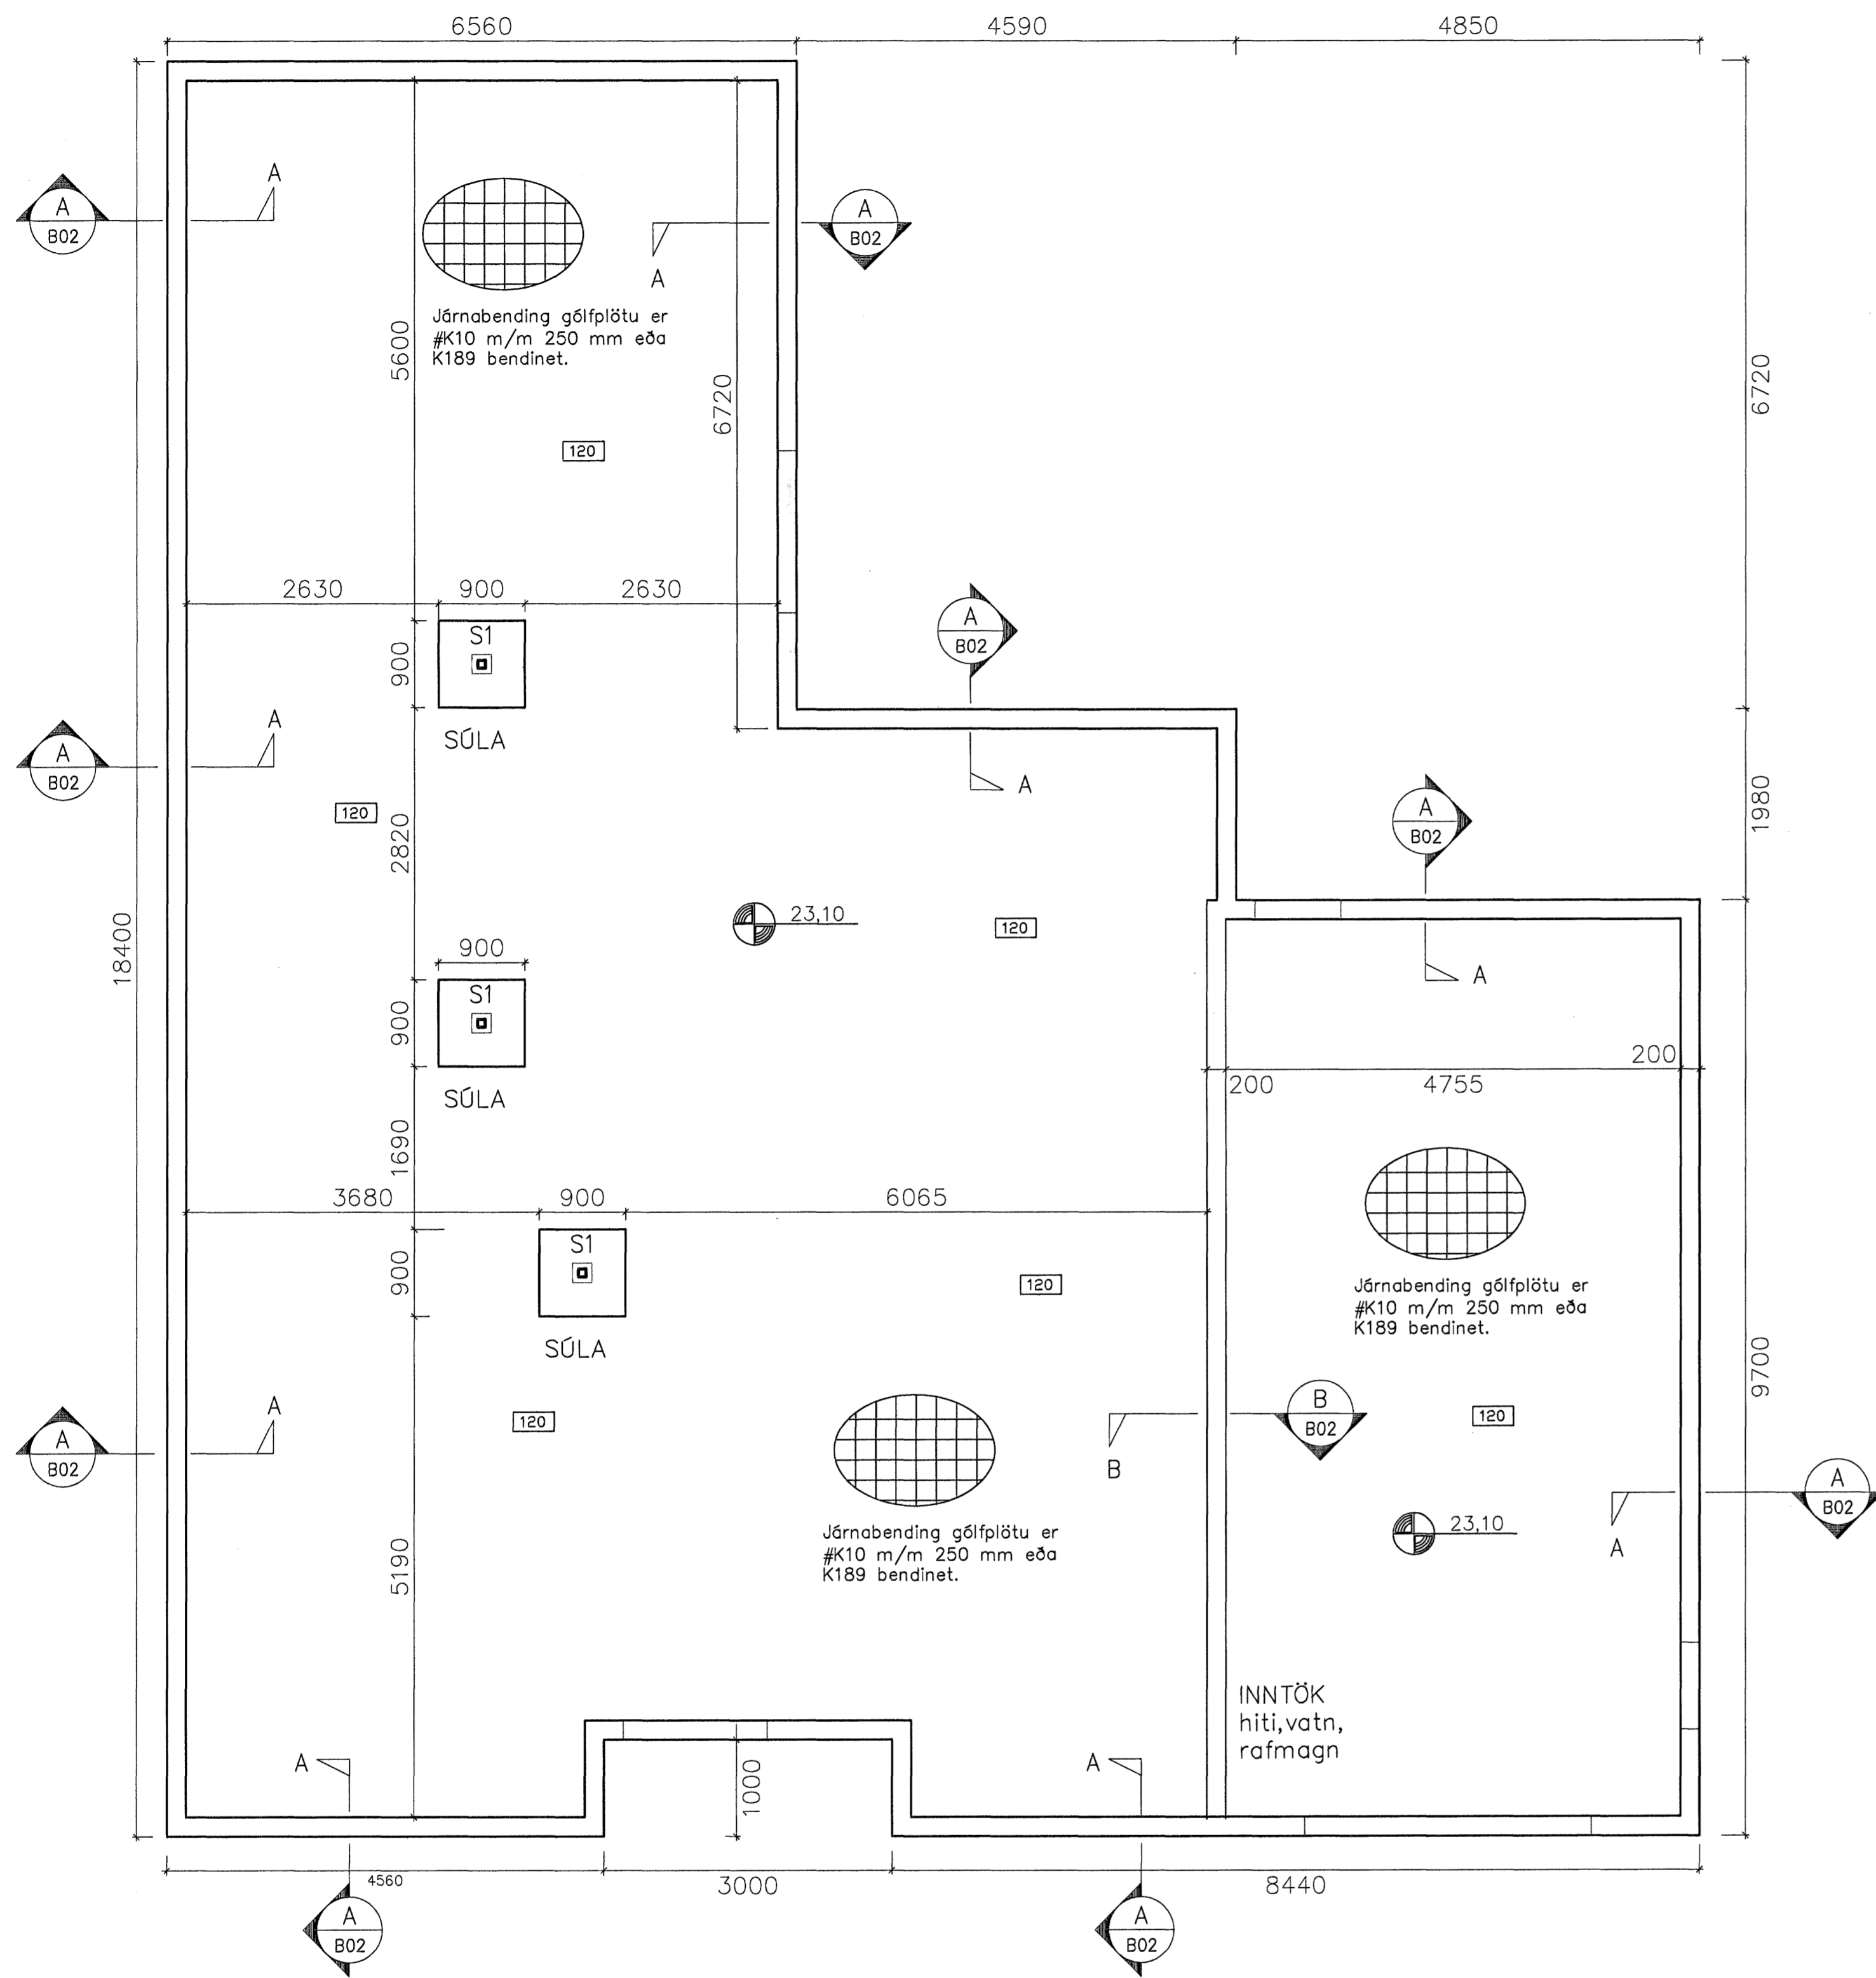 6560
4590
4850
A
B02
A
A
A
B02
Járnabending gólfplötu er
#K10 m/m 250 mm eða
K189 bendinet.
5600
6720
6720
120
2630
900
2630
A
B02
S1
900
SÚLA
A
B02
A
A
A
B02
1980
120
2820
18400
23,10
120
900
A
S1
900
SÚLA
200
200
4755
1690
3680
900
6065
S1
900
SÚLA
120
Járnabending gólfplötu er
#K10 m/m 250 mm eða
K189 bendinet.
9700
A
B02
A
120
B
B
B02
120
A
B02
A
23,10
Járnabending gólfplötu er
#K10 m/m 250 mm eða
K189 bendinet.
5190
INNTÖK
hiti,vatn,
rafmagn
A
1000
A
4560
3000
8440
A
B02
A
B02